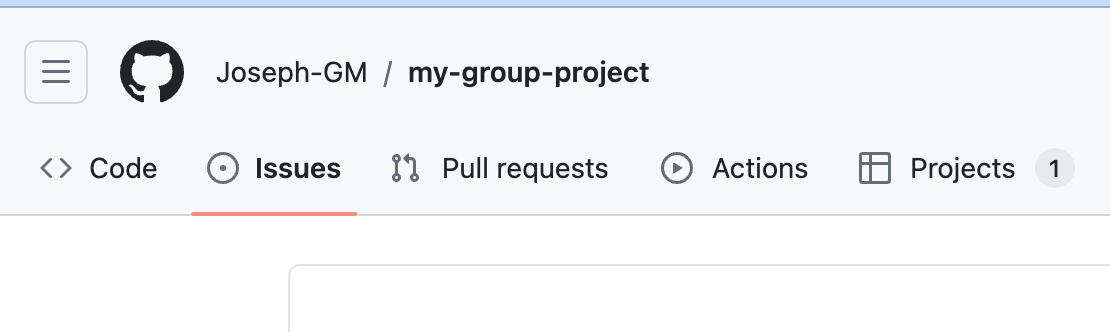 Joseph-GM / my-group-project
Code Issues Pull requests Actions Projects 1